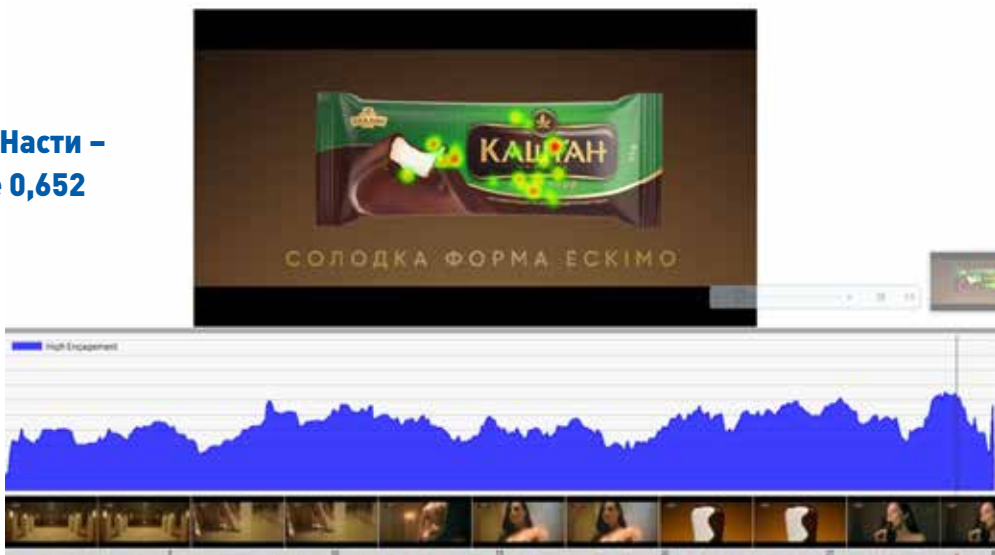 Насти –
0,652
КАШТАН
СОЛОДКА ФОРМА ЕСКІМО
High Engagement